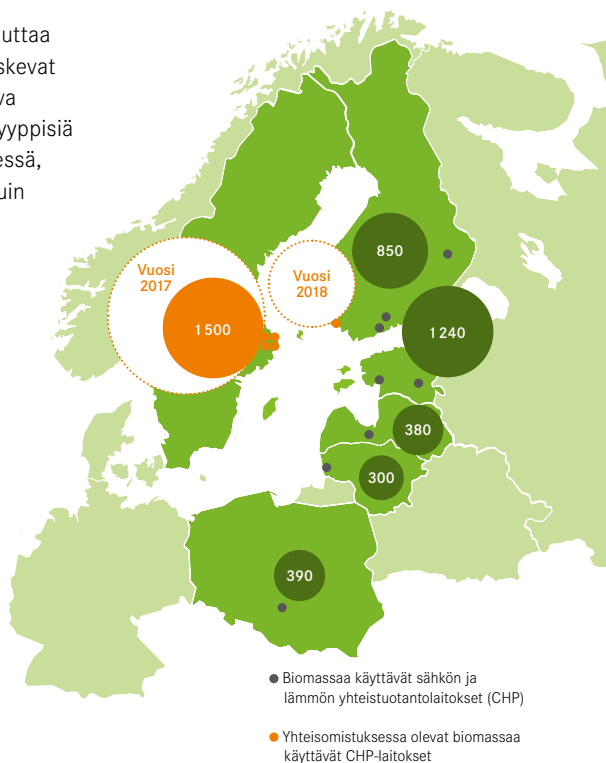 uttaa
skevat
va
yyppisiä
ssä,
uin
Vuosi
2017
1 500
Vuosi
2018
850
1 240
380
300
390
Biomassaa käyttävät sähkön ja
lämmön yhteistuotantolaitokset (CHP)
Yhteisomistuksessa olevat biomassaa
käyttävät CHP-laitokset